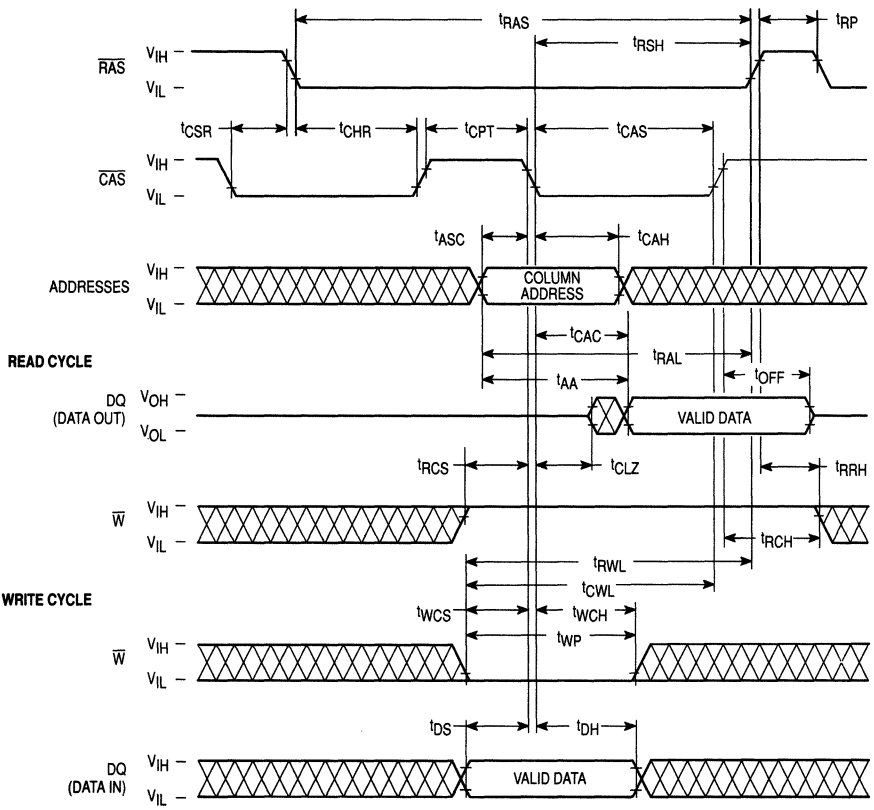 tRAS
tRP
tRSH
RAS
VIH
VIL
tCSR
tCHR
tCPT
tCAS
CAS
VIH
VIL
tASC
tCAH
ADDRESSES
VIH
VIL
COLUMN
ADDRESS
tCAC
tRAL
READ CYCLE
tAA
tOFF
DQ
(DATA OUT)
VOH
VOL
VALID DATA
tRCS
tCLZ
tRRH
W
VIH
VIL
tRCH
tRWL
tCWL
WRITE CYCLE
tWCS
tWCH
tWP
W
VIH
VIL
tDS
tDH
DQ
(DATA IN)
VIH
VIL
VALID DATA